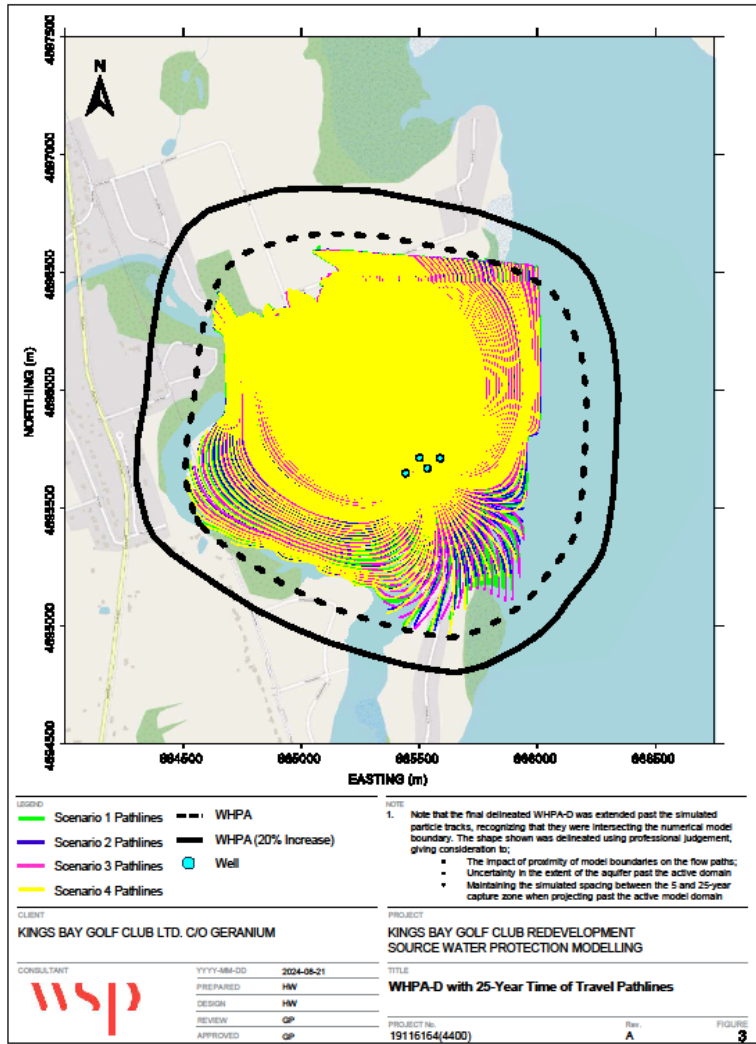 4897500
4897000
4896500
4896000
4895500
4895000
4894500
NORTHING (m)
N
664500 665000 665500 666000 666500
EASTING (m)
LEGEND
Scenario 1 Pathlines
Scenario 2 Pathlines
Scenario 3 Pathlines
Scenario 4 Pathlines
WHPA
WHPA (20% Increase)
Well
NOTE
1. Note that the final delineated WHPA-D was extended past the simulated
particle tracks, recognizing that they were intersecting the numerical model
boundary. The shape shown was delineated using professional judgement,
giving consideration to;
• The impact of proximity of model boundaries on the flow paths;
• Uncertainty in the extent of the aquifer past the active domain
• Maintaining the simulated spacing between the 5 and 25-year
capture zone when projecting past the active model domain
CLIENT
KINGS BAY GOLF CLUB LTD. C/O GERANIUM
PROJECT
KINGS BAY GOLF CLUB REDEVELOPMENT
SOURCE WATER PROTECTION MODELLING
CONSULTANT
wsp
YYYY-MM-DD 2024-08-21
PREPARED HW
DESIGN HW
REVIEW GP
APPROVED GP
TITLE
WHPA-D with 25-Year Time of Travel Pathlines
PROJECT No. Rev. FIGURE
19116164(4400) A 3